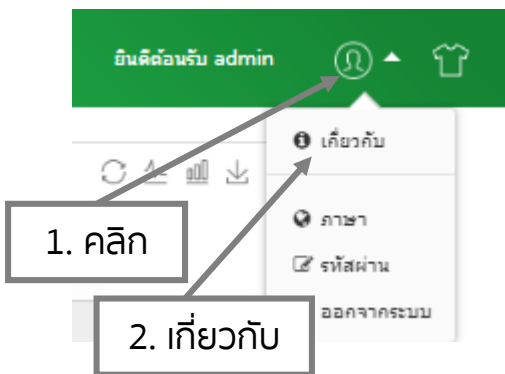 ยินดีต้อนรับ admin
เกี่ยวกับ
1. คลิก
ภาษา
รหัสผ่าน
ออกจากระบบ
2. เกี่ยวกับ